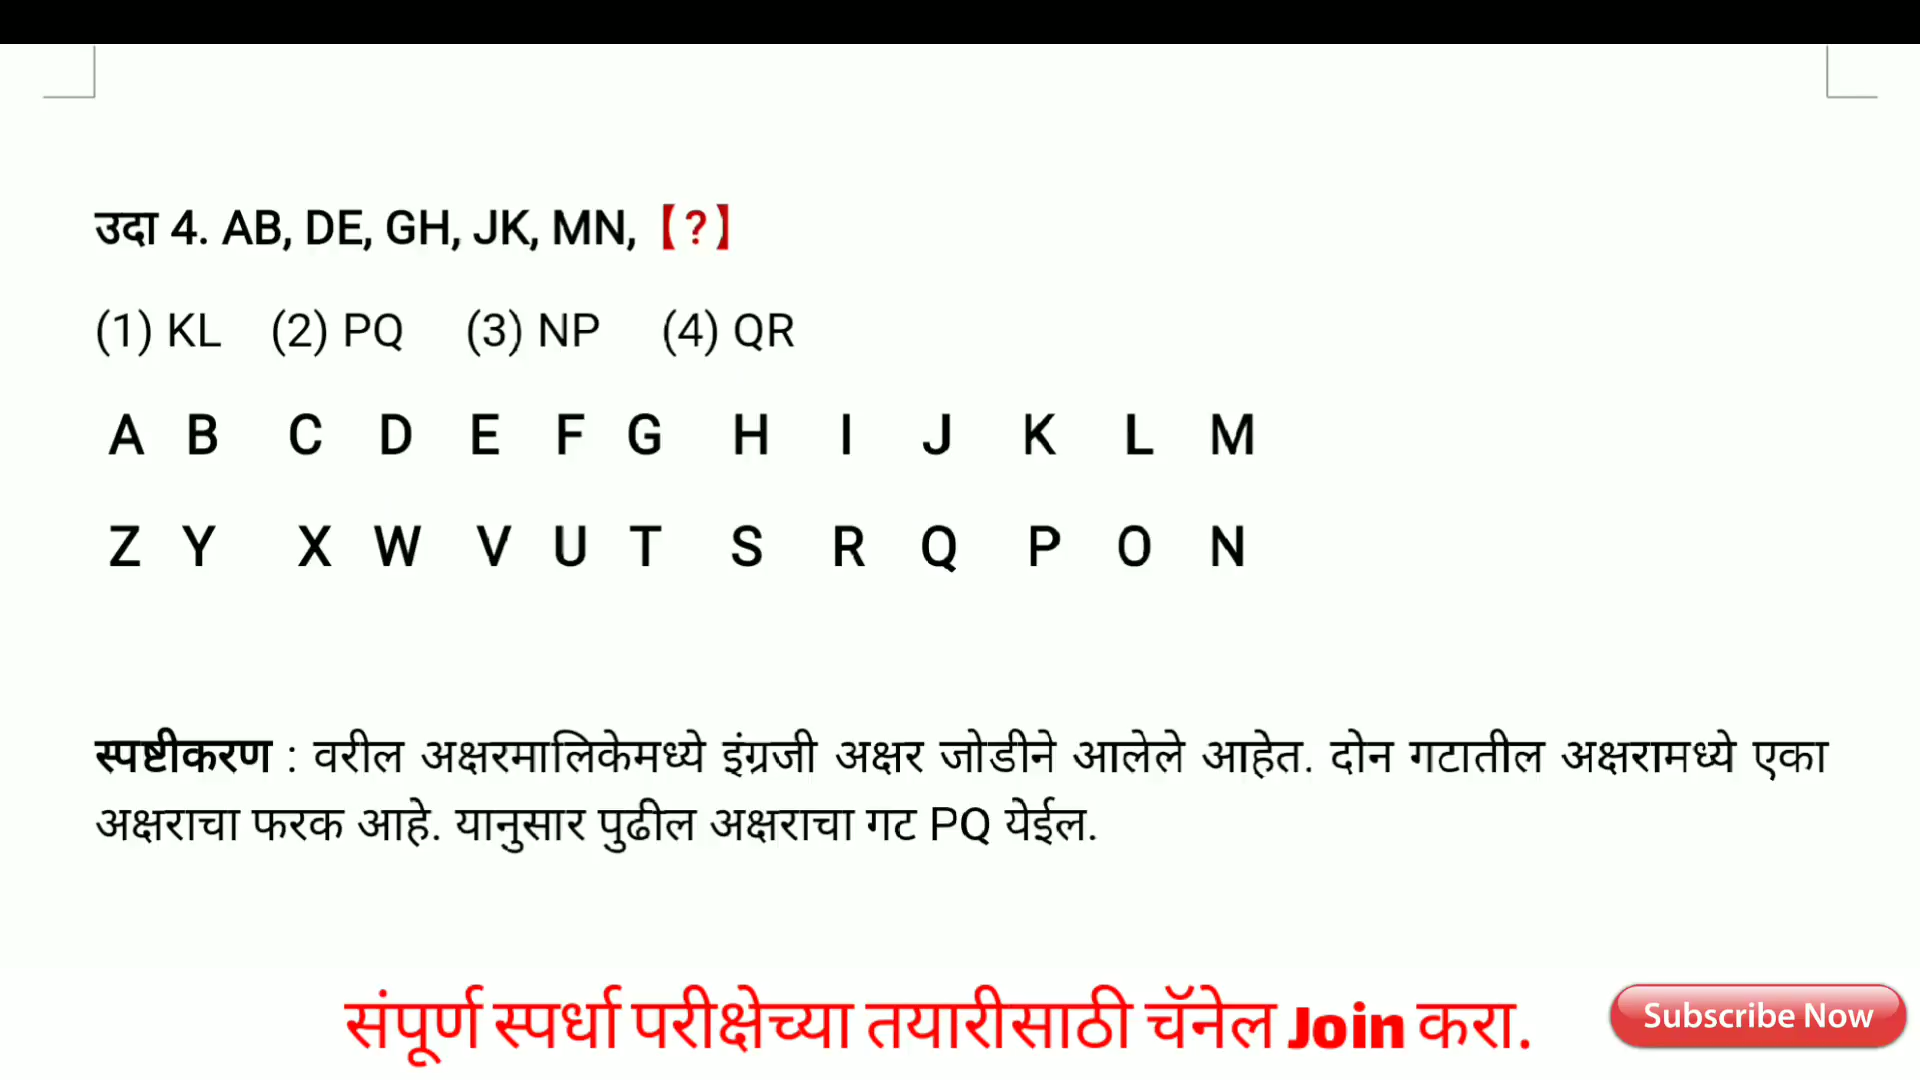 उदा 4. AB, DE, GH, JK, MN, 【?】
(1) KL (2) PQ (3) NP (4) QR
A B C D E F G H I J K L M
Z Y X W V U T S R Q P O N
स्पष्टीकरण : वरील अक्षरमालिकेमध्ये इंग्रजी अक्षर जोडीने आलेले आहेत. दोन गटातील अक्षरामध्ये एका
अक्षराचा फरक आहे. यानुसार पुढील अक्षराचा गट PQ येईल.
संपूर्ण स्पर्धा परीक्षेच्या तयारीसाठी चॅनेल Join करा.
Subscribe Now